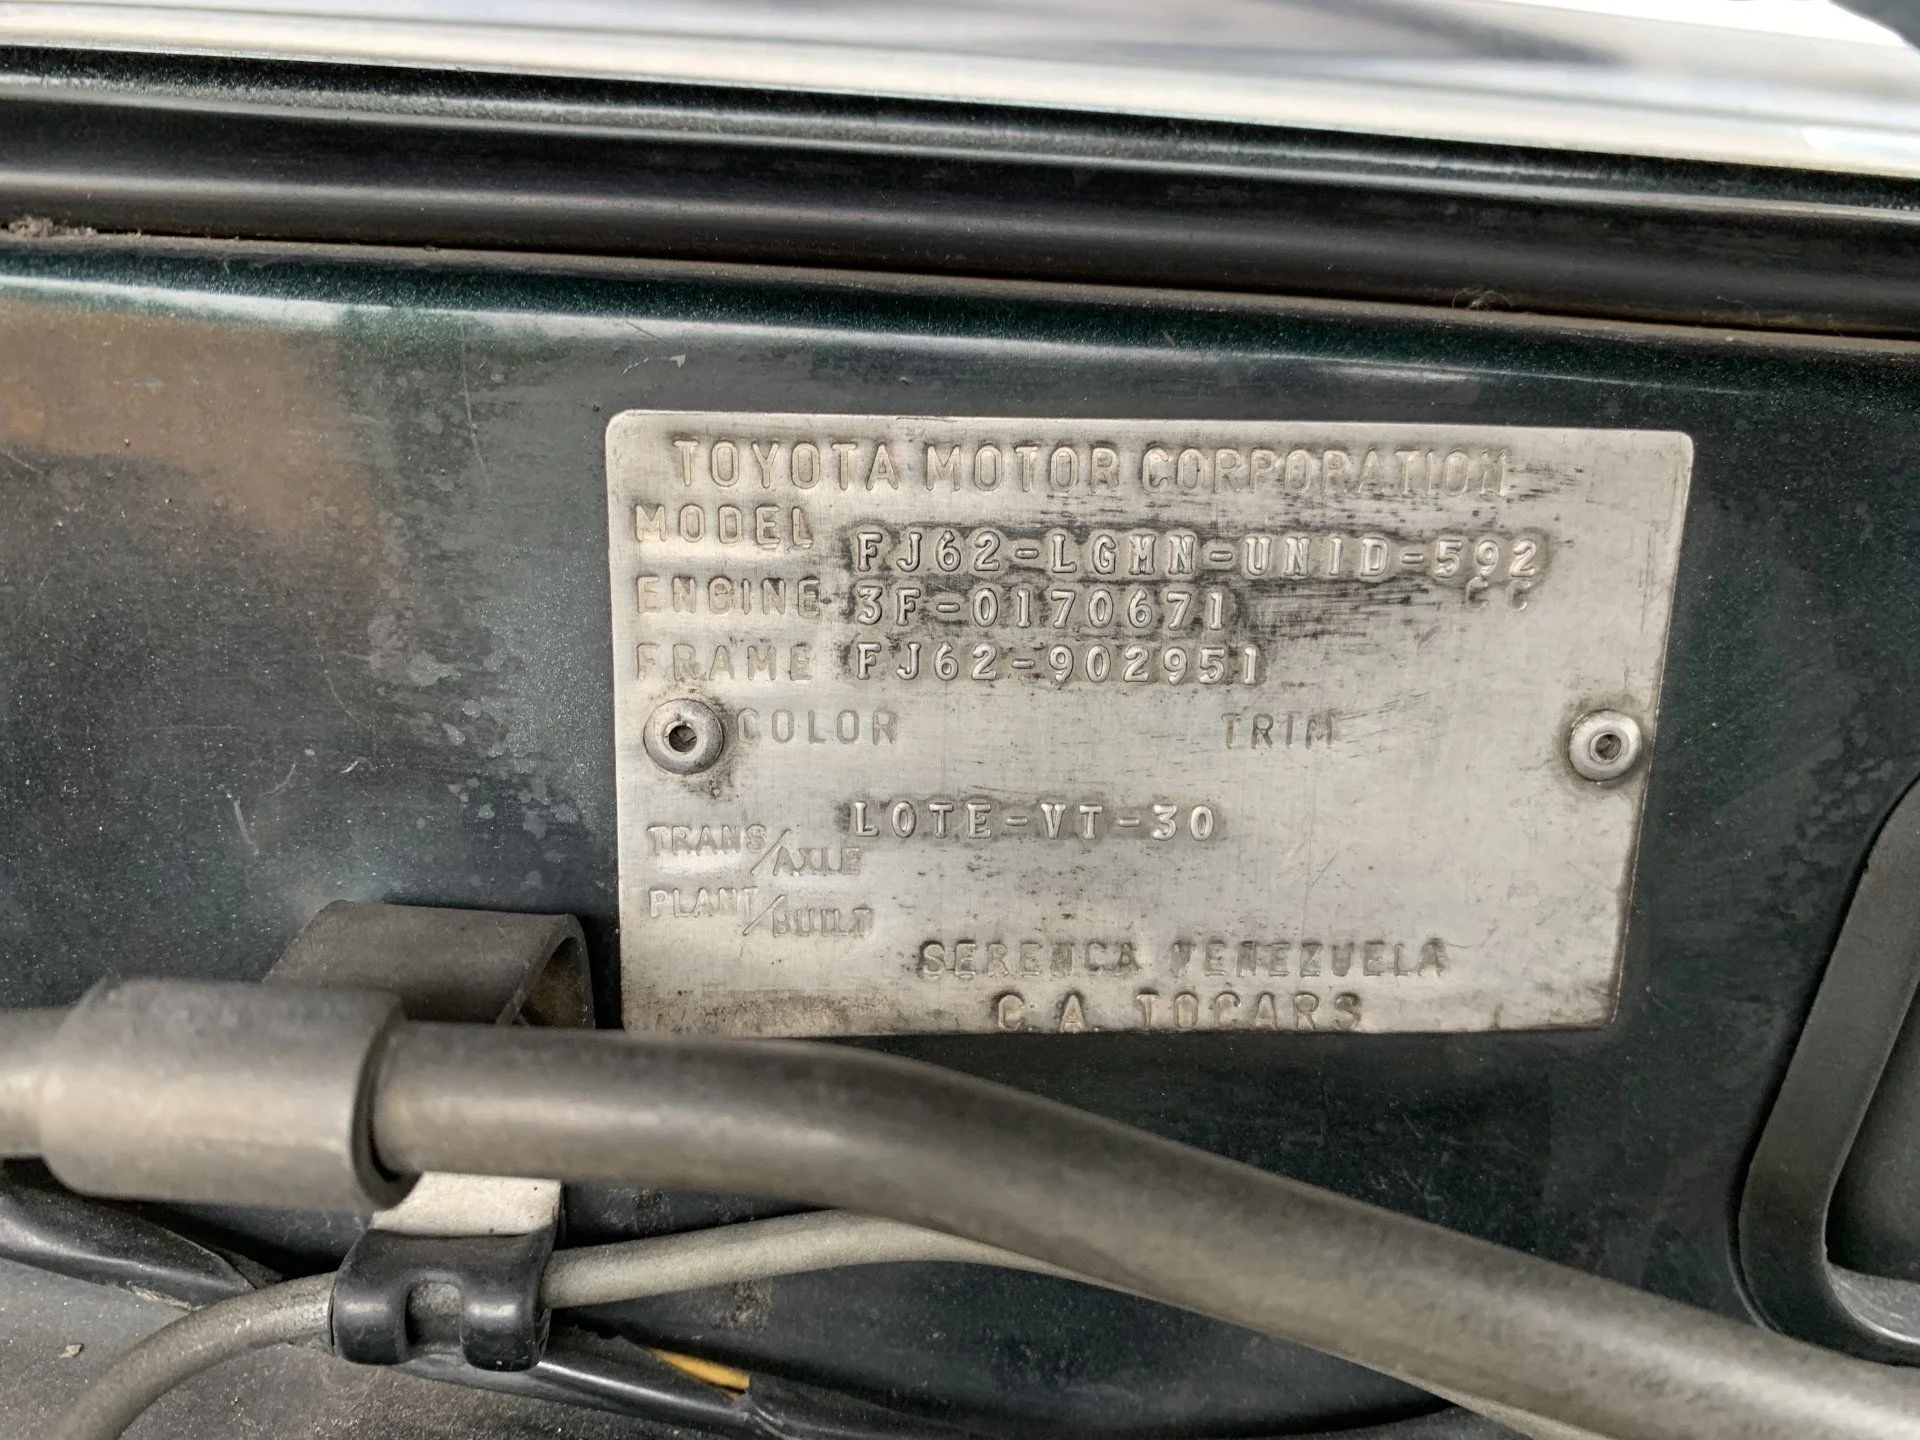 TOYOTA MOTOR CORPORATION
MODEL FJ62-LGMN-UNID-592
ENGINE 3F-0170671 CC
FRAME FJ62-902951
COLOR TRIM
TRANS/AXLE LOTE-VT-30
PLANT/BUILT
SERENCA VENEZUELA
C.A. TOCARS